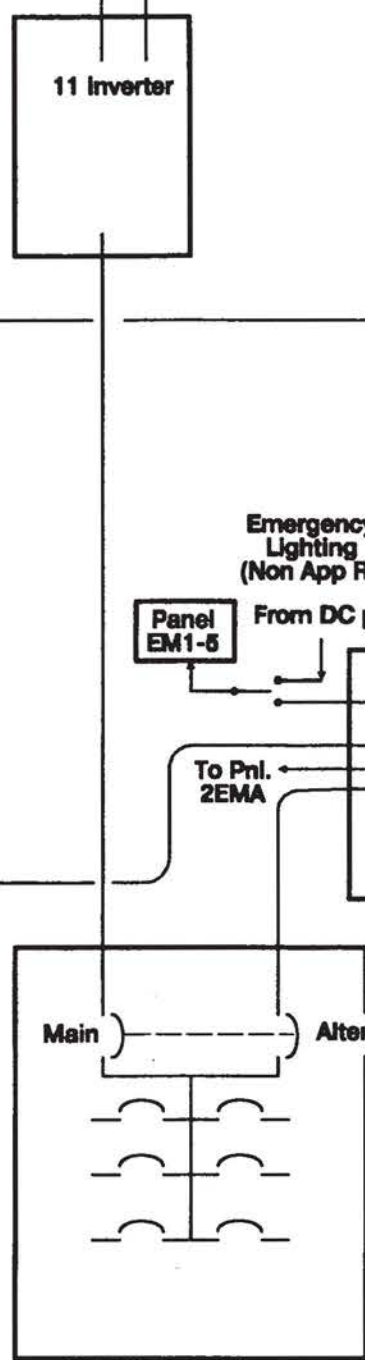 11 Inverter
Emergency
Lighting
(Non App R
From DC p
Panel
EM1-5
To Pnl.
2EMA
Main
Alter